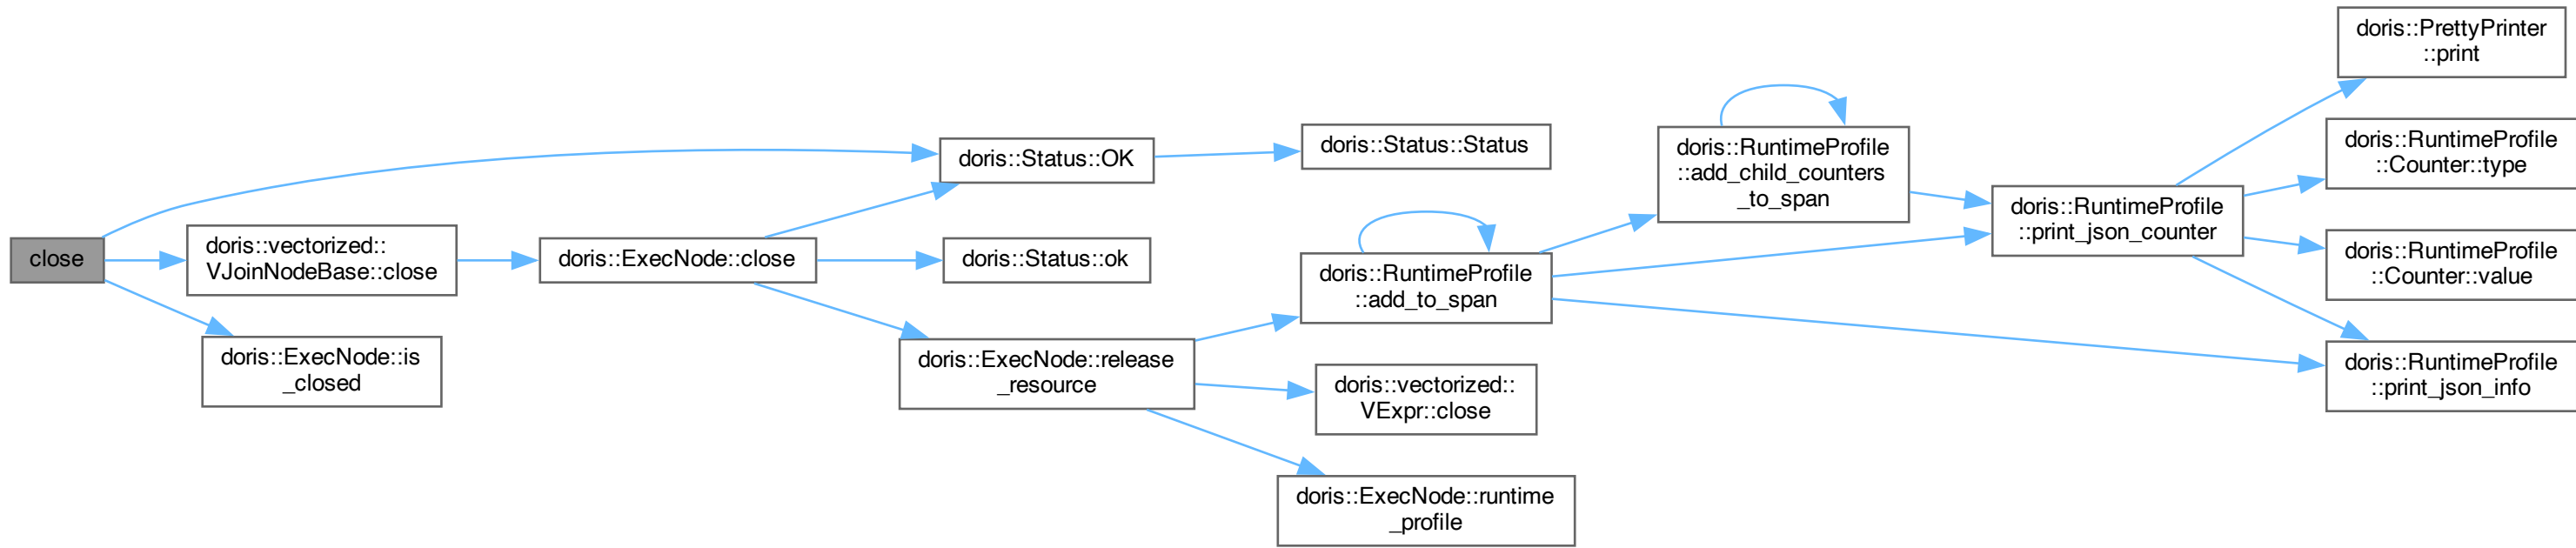 close
doris::vectorized::
VJoinNodeBase::close
doris::ExecNode::is
_closed
doris::ExecNode::close
doris::Status::OK
doris::Status::ok
doris::ExecNode::release
_resource
doris::Status::Status
doris::RuntimeProfile
::add_to_span
doris::vectorized::
VExpr::close
doris::ExecNode::runtime
_profile
doris::RuntimeProfile
::add_child_counters
_to_span
doris::RuntimeProfile
::print_json_counter
doris::PrettyPrinter
::print
doris::RuntimeProfile
::Counter::type
doris::RuntimeProfile
::Counter::value
doris::RuntimeProfile
::print_json_info